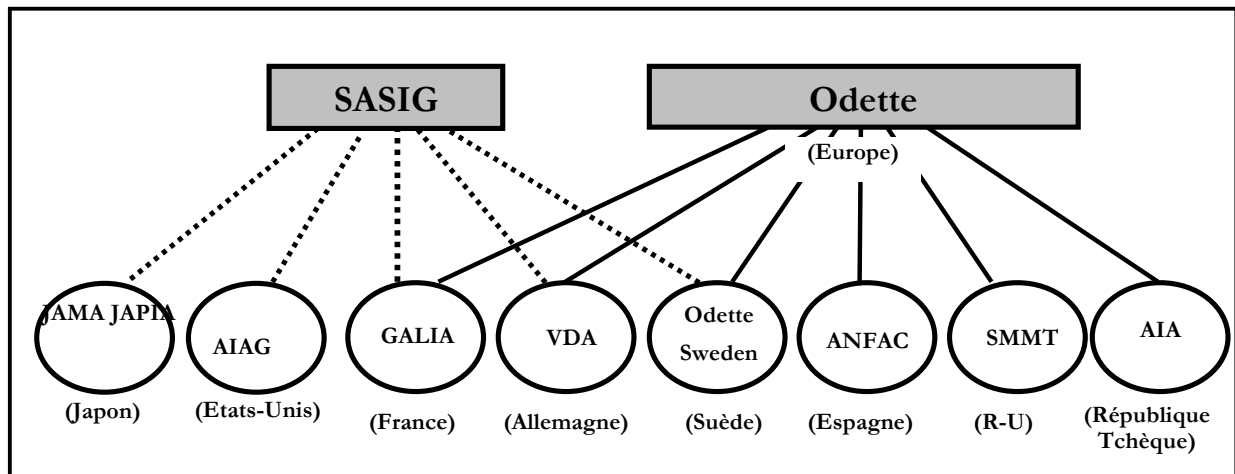 SASIG
Odette
(Europe)
JAMA JAPIA
AIAG
GALIA
VDA
Odette
Sweden
ANFAC
SMMT
AIA
(Japon)
(Etats-Unis)
(France)
(Allemagne)
(Suède)
(Espagne)
(R-U)
(République
Tchèque)